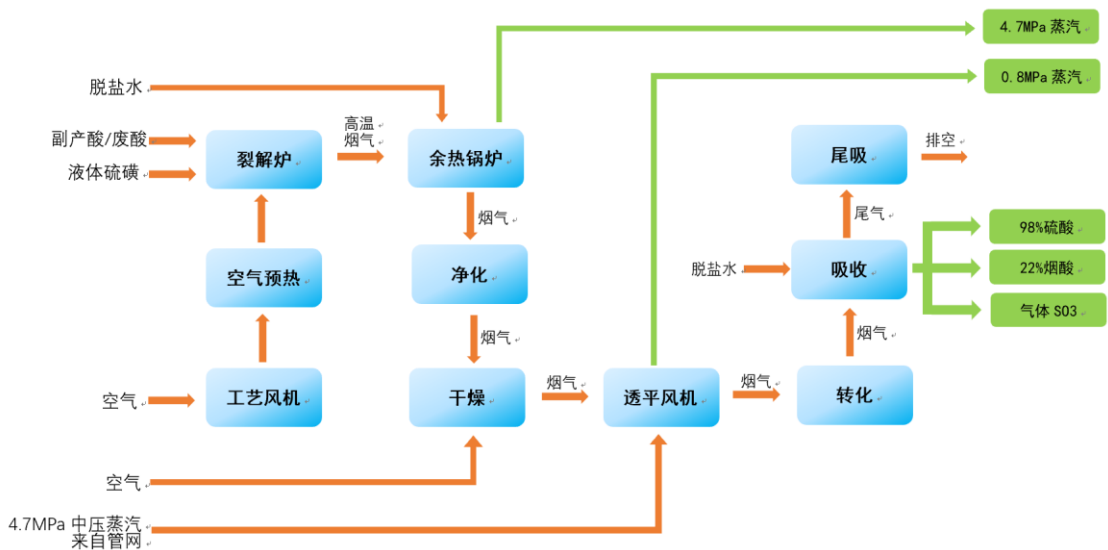 4.7MPa 蒸汽
脱盐水
0.8MPa 蒸汽
副产酸/废酸
液体硫磺
裂解炉
高温
烟气
余热锅炉
尾吸
排空
烟气
尾气
98%硫酸
空气预热
净化
脱盐水
吸收
22%烟酸
气体 SO3
烟气
烟气
空气
工艺风机
干燥
烟气
透平风机
烟气
转化
空气
4.7MPa 中压蒸汽
来自管网